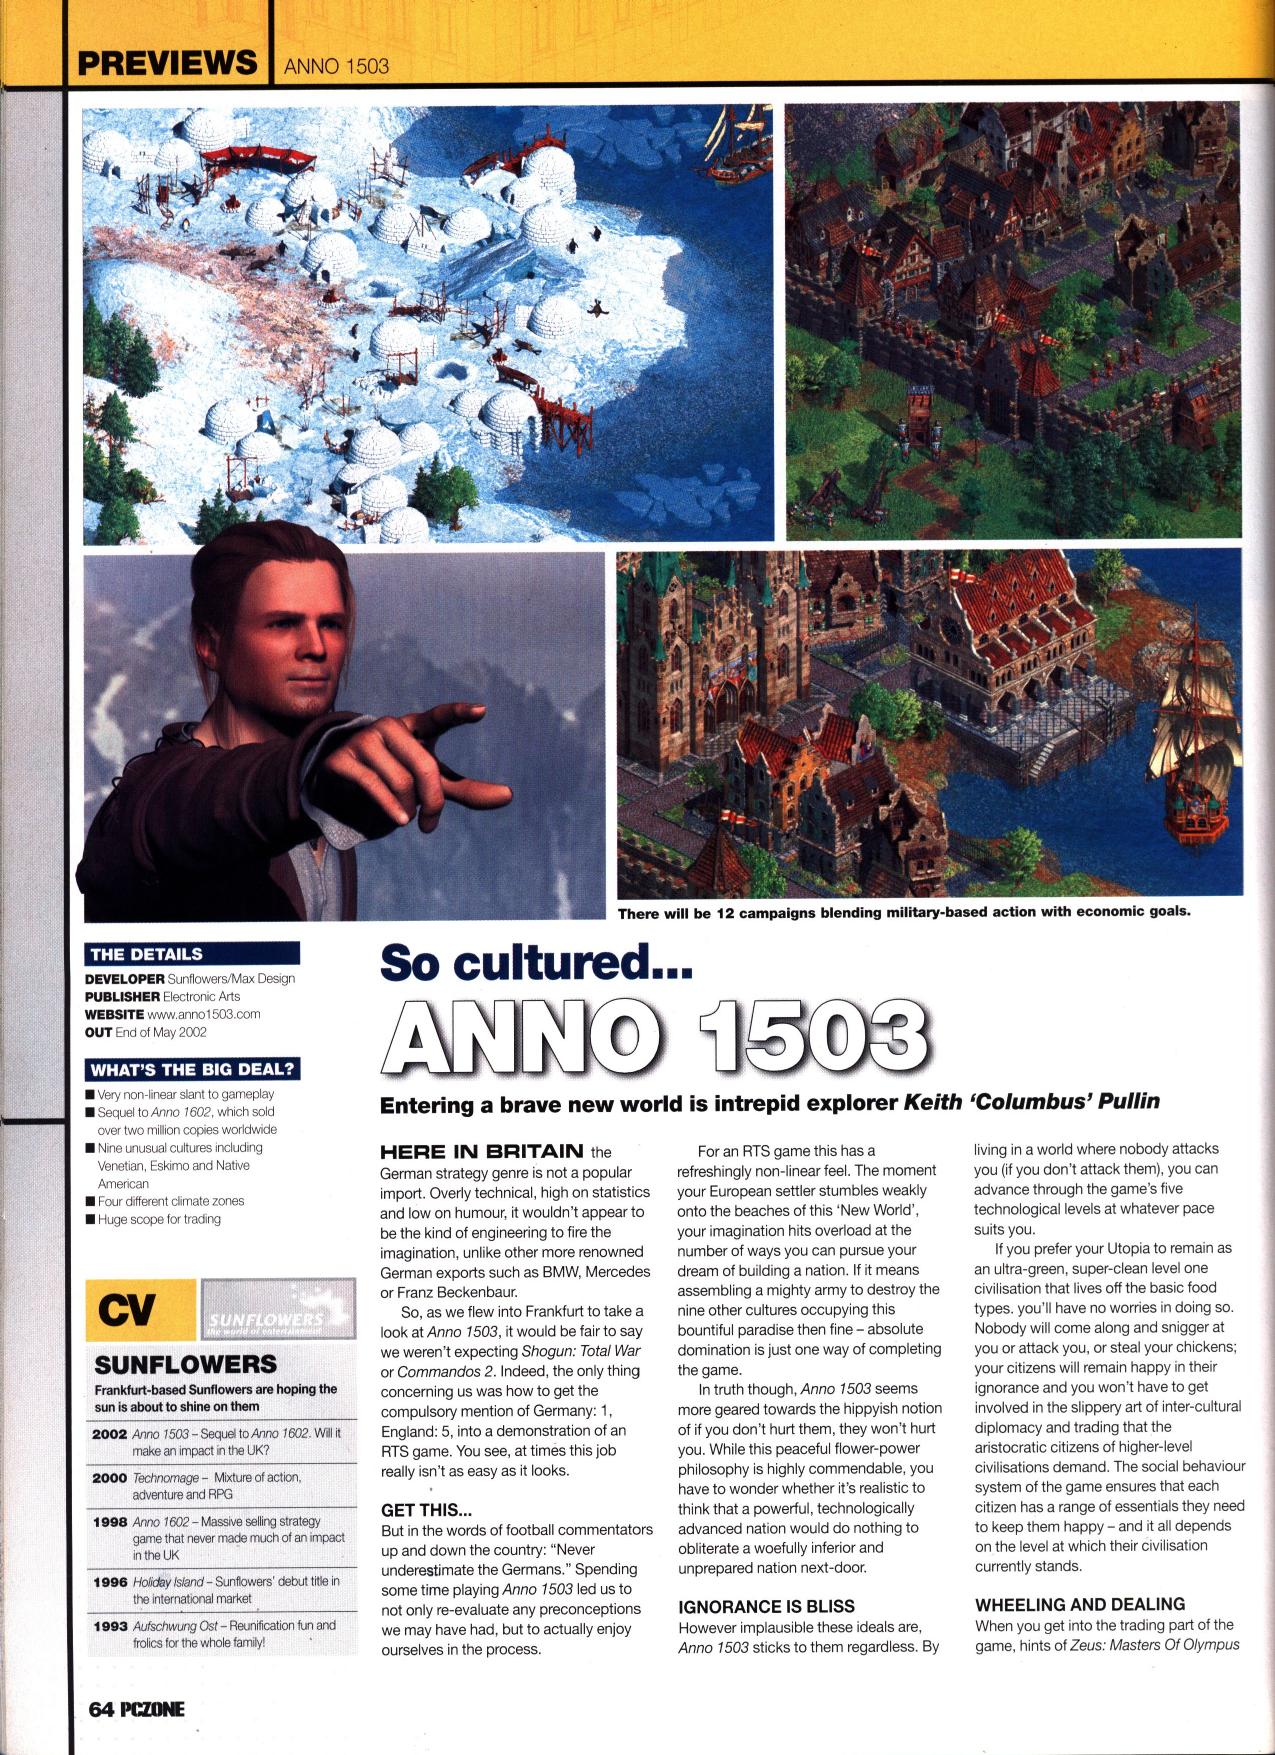 PREVIEWS
ANNO 1503
There will be 12 campaigns blending military-based action with economic goals.
THE DETAILS
DEVELOPER Sunflowers/Max Design
PUBLISHER Electronic Arts
WEBSITE www.anno1503.com
OUT End of May 2002
WHAT'S THE BIG DEAL?
■ Very non-linear slant to gameplay
■ Sequel to Anno 1602, which sold
over two million copies worldwide
■ Nine unusual cultures including
Venetian, Eskimo and Native
American
■ Four different climate zones
■ Huge scope for trading
CV
SUNFLOWERS
the world of entertainment
SUNFLOWERS
Frankfurt-based Sunflowers are hoping the
sun is about to shine on them
2002 Anno 1503 – Sequel to Anno 1602. Will it
make an impact in the UK?
2000 Technomage – Mixture of action,
adventure and RPG
1998 Anno 1602 – Massive selling strategy
game that never made much of an impact
in the UK
1996 Holiday Island – Sunflowers' debut title in
the international market
1993 Aufschwung Ost – Reunification fun and
frolics for the whole family!
So cultured...
ANNO 1503
Entering a brave new world is intrepid explorer Keith 'Columbus' Pullin
HERE IN BRITAIN the
German strategy genre is not a popular
import. Overly technical, high on statistics
and low on humour, it wouldn't appear to
be the kind of engineering to fire the
imagination, unlike other more renowned
German exports such as BMW, Mercedes
or Franz Beckenbaur.
So, as we flew into Frankfurt to take a
look at Anno 1503, it would be fair to say
we weren't expecting Shogun: Total War
or Commandos 2. Indeed, the only thing
concerning us was how to get the
compulsory mention of Germany: 1,
England: 5, into a demonstration of an
RTS game. You see, at times this job
really isn't as easy as it looks.
GET THIS...
But in the words of football commentators
up and down the country: "Never
underestimate the Germans." Spending
some time playing Anno 1503 led us to
not only re-evaluate any preconceptions
we may have had, but to actually enjoy
ourselves in the process.
For an RTS game this has a
refreshingly non-linear feel. The moment
your European settler stumbles weakly
onto the beaches of this 'New World',
your imagination hits overload at the
number of ways you can pursue your
dream of building a nation. If it means
assembling a mighty army to destroy the
nine other cultures occupying this
bountiful paradise then fine – absolute
domination is just one way of completing
the game.
In truth though, Anno 1503 seems
more geared towards the hippyish notion
of if you don't hurt them, they won't hurt
you. While this peaceful flower-power
philosophy is highly commendable, you
have to wonder whether it's realistic to
think that a powerful, technologically
advanced nation would do nothing to
obliterate a woefully inferior and
unprepared nation next-door.
IGNORANCE IS BLISS
However implausible these ideals are,
Anno 1503 sticks to them regardless. By
living in a world where nobody attacks
you (if you don't attack them), you can
advance through the game's five
technological levels at whatever pace
suits you.
If you prefer your Utopia to remain as
an ultra-green, super-clean level one
civilisation that lives off the basic food
types. you'll have no worries in doing so.
Nobody will come along and snigger at
you or attack you, or steal your chickens;
your citizens will remain happy in their
ignorance and you won't have to get
involved in the slippery art of inter-cultural
diplomacy and trading that the
aristocratic citizens of higher-level
civilisations demand. The social behaviour
system of the game ensures that each
citizen has a range of essentials they need
to keep them happy – and it all depends
on the level at which their civilisation
currently stands.
WHEELING AND DEALING
When you get into the trading part of the
game, hints of Zeus: Masters Of Olympus
64 PCZONE